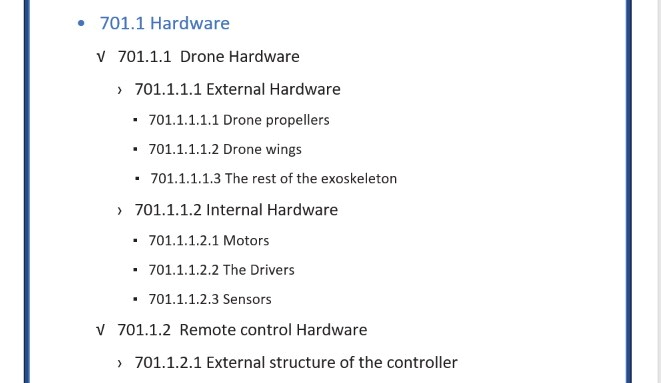 • 701.1 Hardware
√ 701.1.1 Drone Hardware
› 701.1.1.1 External Hardware
▪ 701.1.1.1.1 Drone propellers
▪ 701.1.1.1.2 Drone wings
▪ 701.1.1.1.3 The rest of the exoskeleton
› 701.1.1.2 Internal Hardware
▪ 701.1.1.2.1 Motors
▪ 701.1.1.2.2 The Drivers
▪ 701.1.1.2.3 Sensors
√ 701.1.2 Remote control Hardware
› 701.1.2.1 External structure of the controller